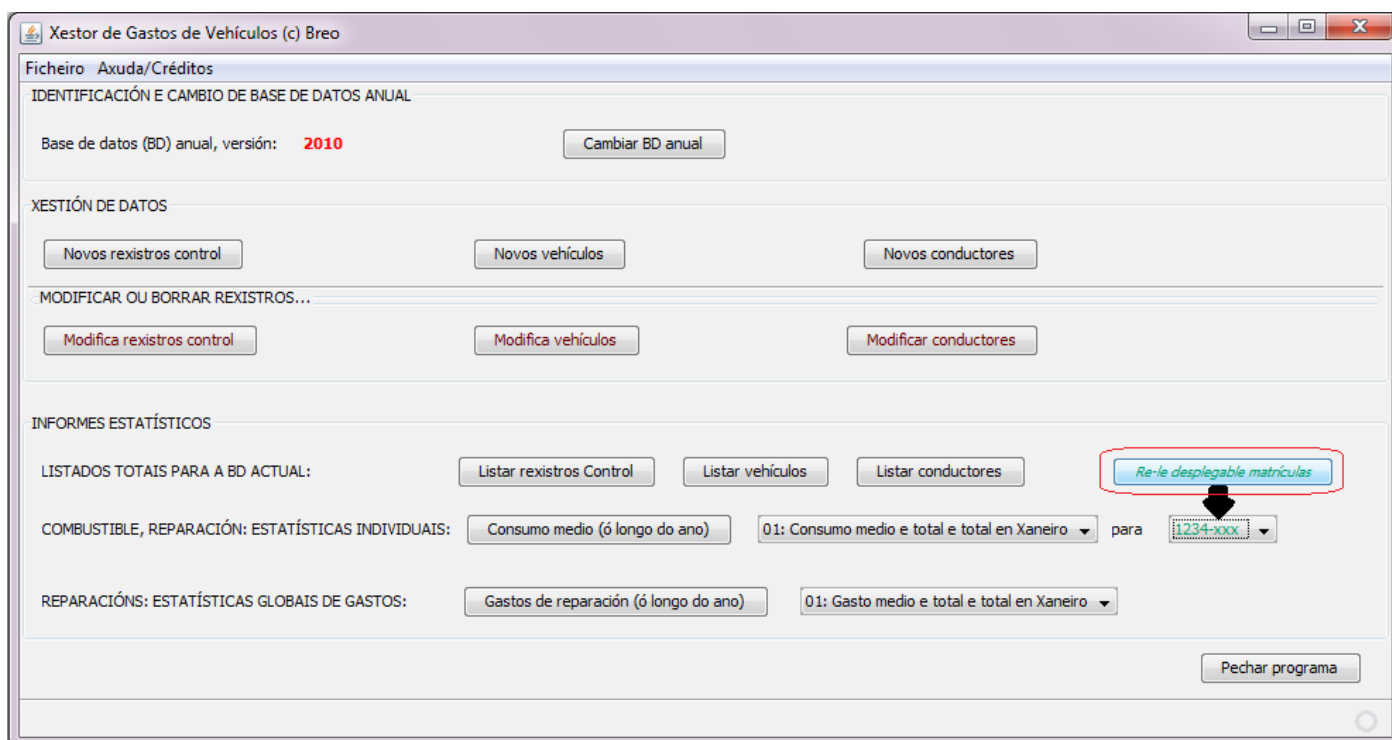 Xestor de Gastos de Vehículos (c) Breo
Ficheiro Axuda/Créditos
IDENTIFICACIÓN E CAMBIO DE BASE DE DATOS ANUAL
Base de datos (BD) anual, versión: 2010 Cambiar BD anual
XESTIÓN DE DATOS
Novos rexistros control Novos vehículos Novos conductores
MODIFICAR OU BORRAR REXISTROS...
Modifica rexistros control Modifica vehículos Modificar conductores
INFORMES ESTATÍSTICOS
LISTADOS TOTAIS PARA A BD ACTUAL: Listar rexistros Control Listar vehículos Listar conductores Re-le desplegable matrículas
COMBUSTIBLE, REPARACIÓN: ESTATÍSTICAS INDIVIDUAIS: Consumo medio (ó longo do ano) 01: Consumo medio e total e total en Xaneiro para 1234-xxx
REPARACIÓNS: ESTATÍSTICAS GLOBAIS DE GASTOS: Gastos de reparación (ó longo do ano) 01: Gasto medio e total e total en Xaneiro
Pechar programa